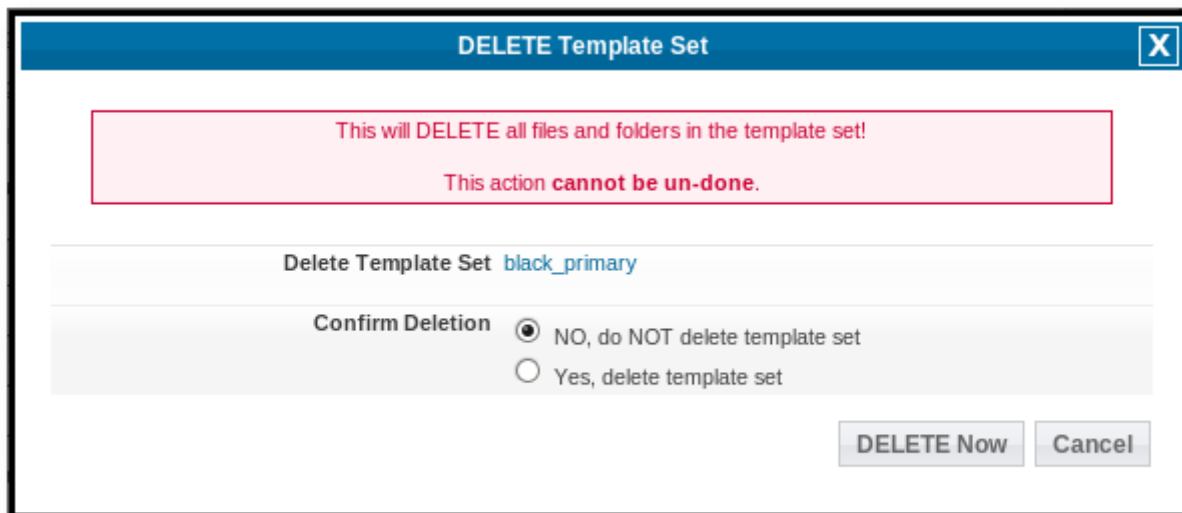 DELETE Template Set
X
This will DELETE all files and folders in the template set!
This action cannot be un-done.
Delete Template Set black_primary
Confirm Deletion NO, do NOT delete template set
Yes, delete template set
DELETE Now Cancel